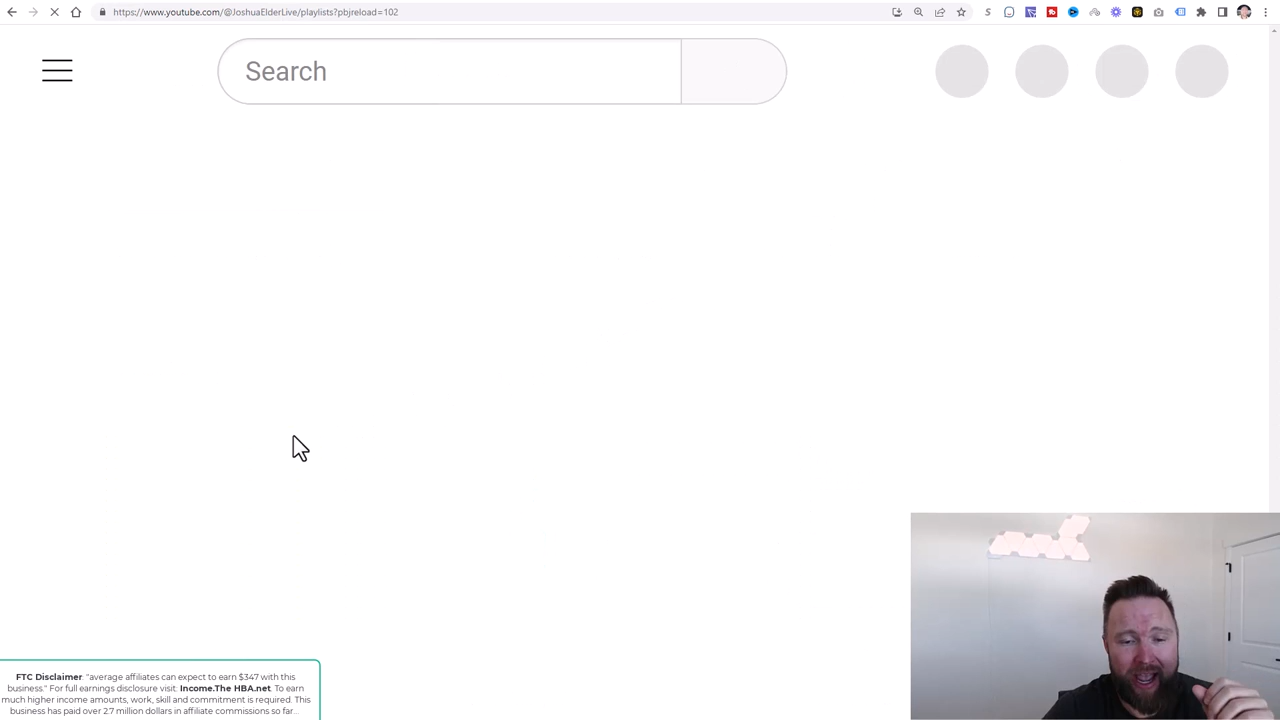 https://www.youtube.com/@JoshuaElderLive/playlists?pbjreload=102
Search
FTC Disclaimer. "average affiliates can expect to earn $347 with this
business." For full earnings disclosure visit: Income.The HBA.net. To earn
much higher income amounts, work, skill and commitment is required. This
business has paid over 2.7 million dollars in affiliate commissions so far...